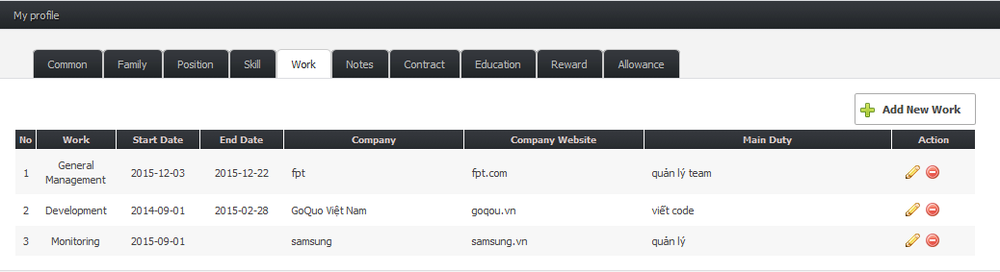 My profile
Common Family Position Skill Work Notes Contract Education Reward Allowance
Add New Work
No Work Start Date End Date Company Company Website Main Duty Action
1 General Management 2015-12-03 2015-12-22 fpt fpt.com quản lý team
2 Development 2014-09-01 2015-02-28 GoQuo Việt Nam goqou.vn viết code
3 Monitoring 2015-09-01 samsung samsung.vn quản lý